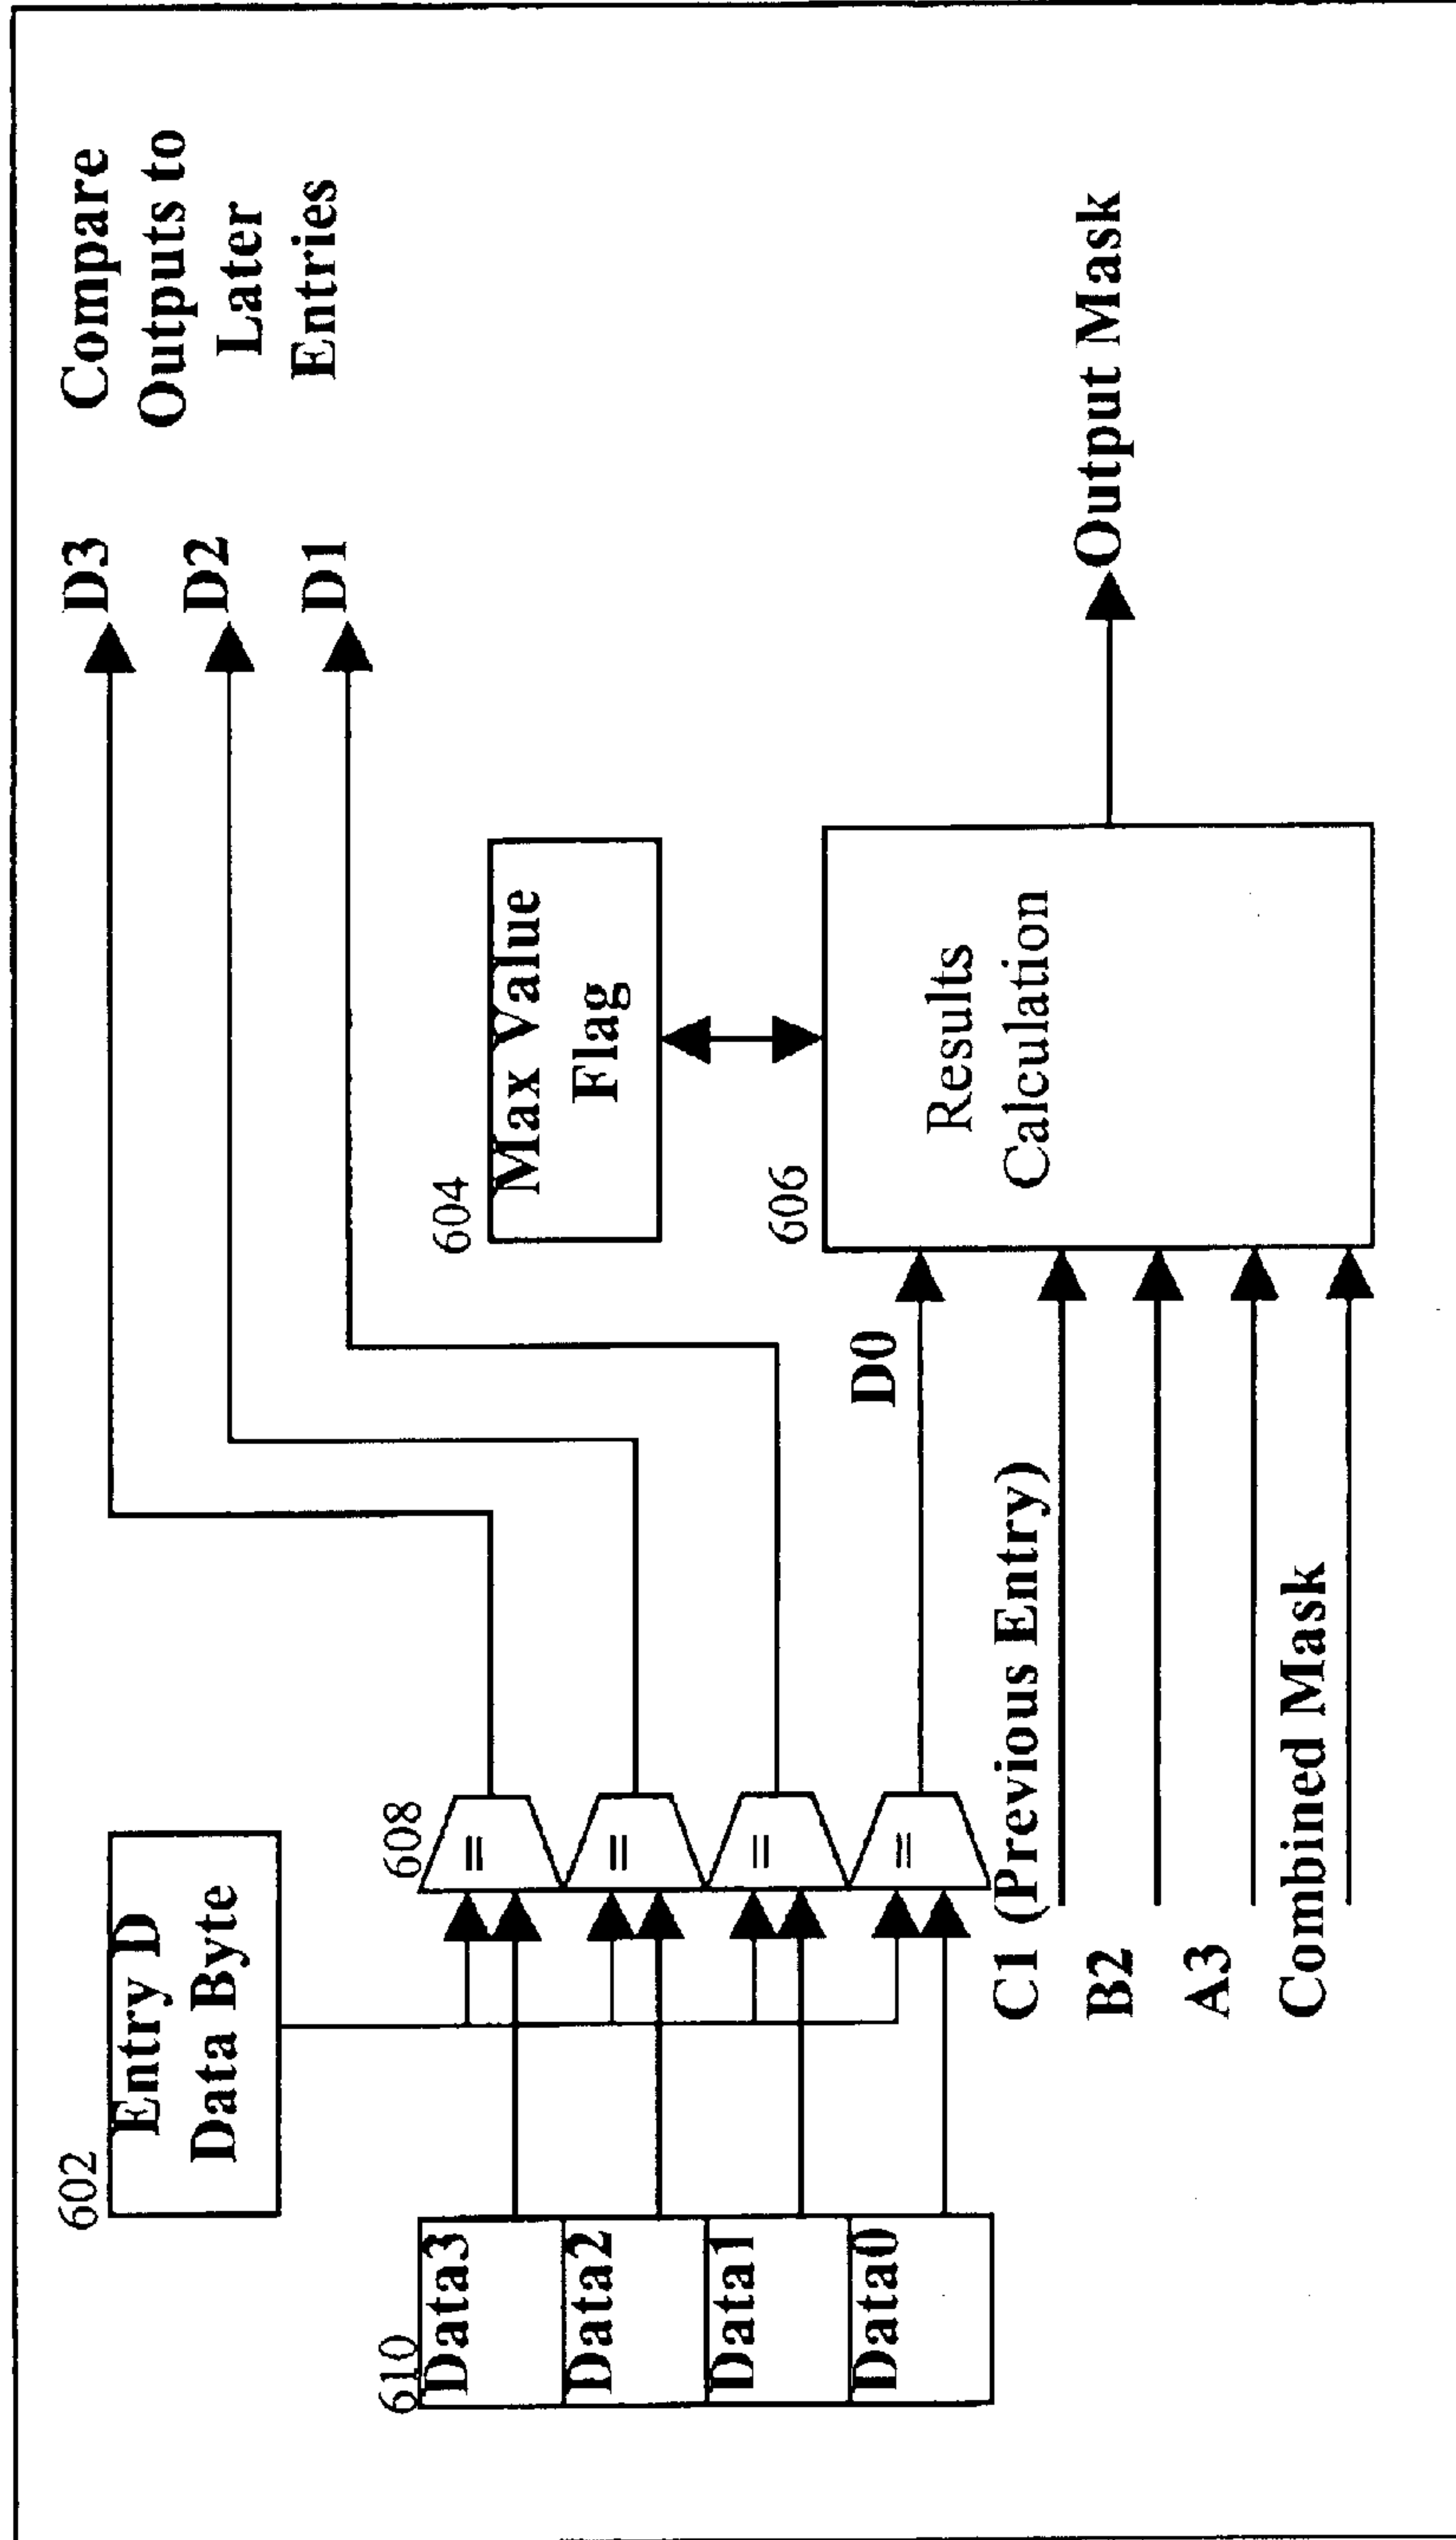 602
Entry D
Data Byte
D3
D2
D1
Compare
Outputs to
Later
Entries
610
Data3
Data2
Data1
Data0
608
=
=
=
=
604
Max Value
Flag
606
Results
Calculation
D0
C1 (Previous Entry)
B2
A3
Combined Mask
Output Mask